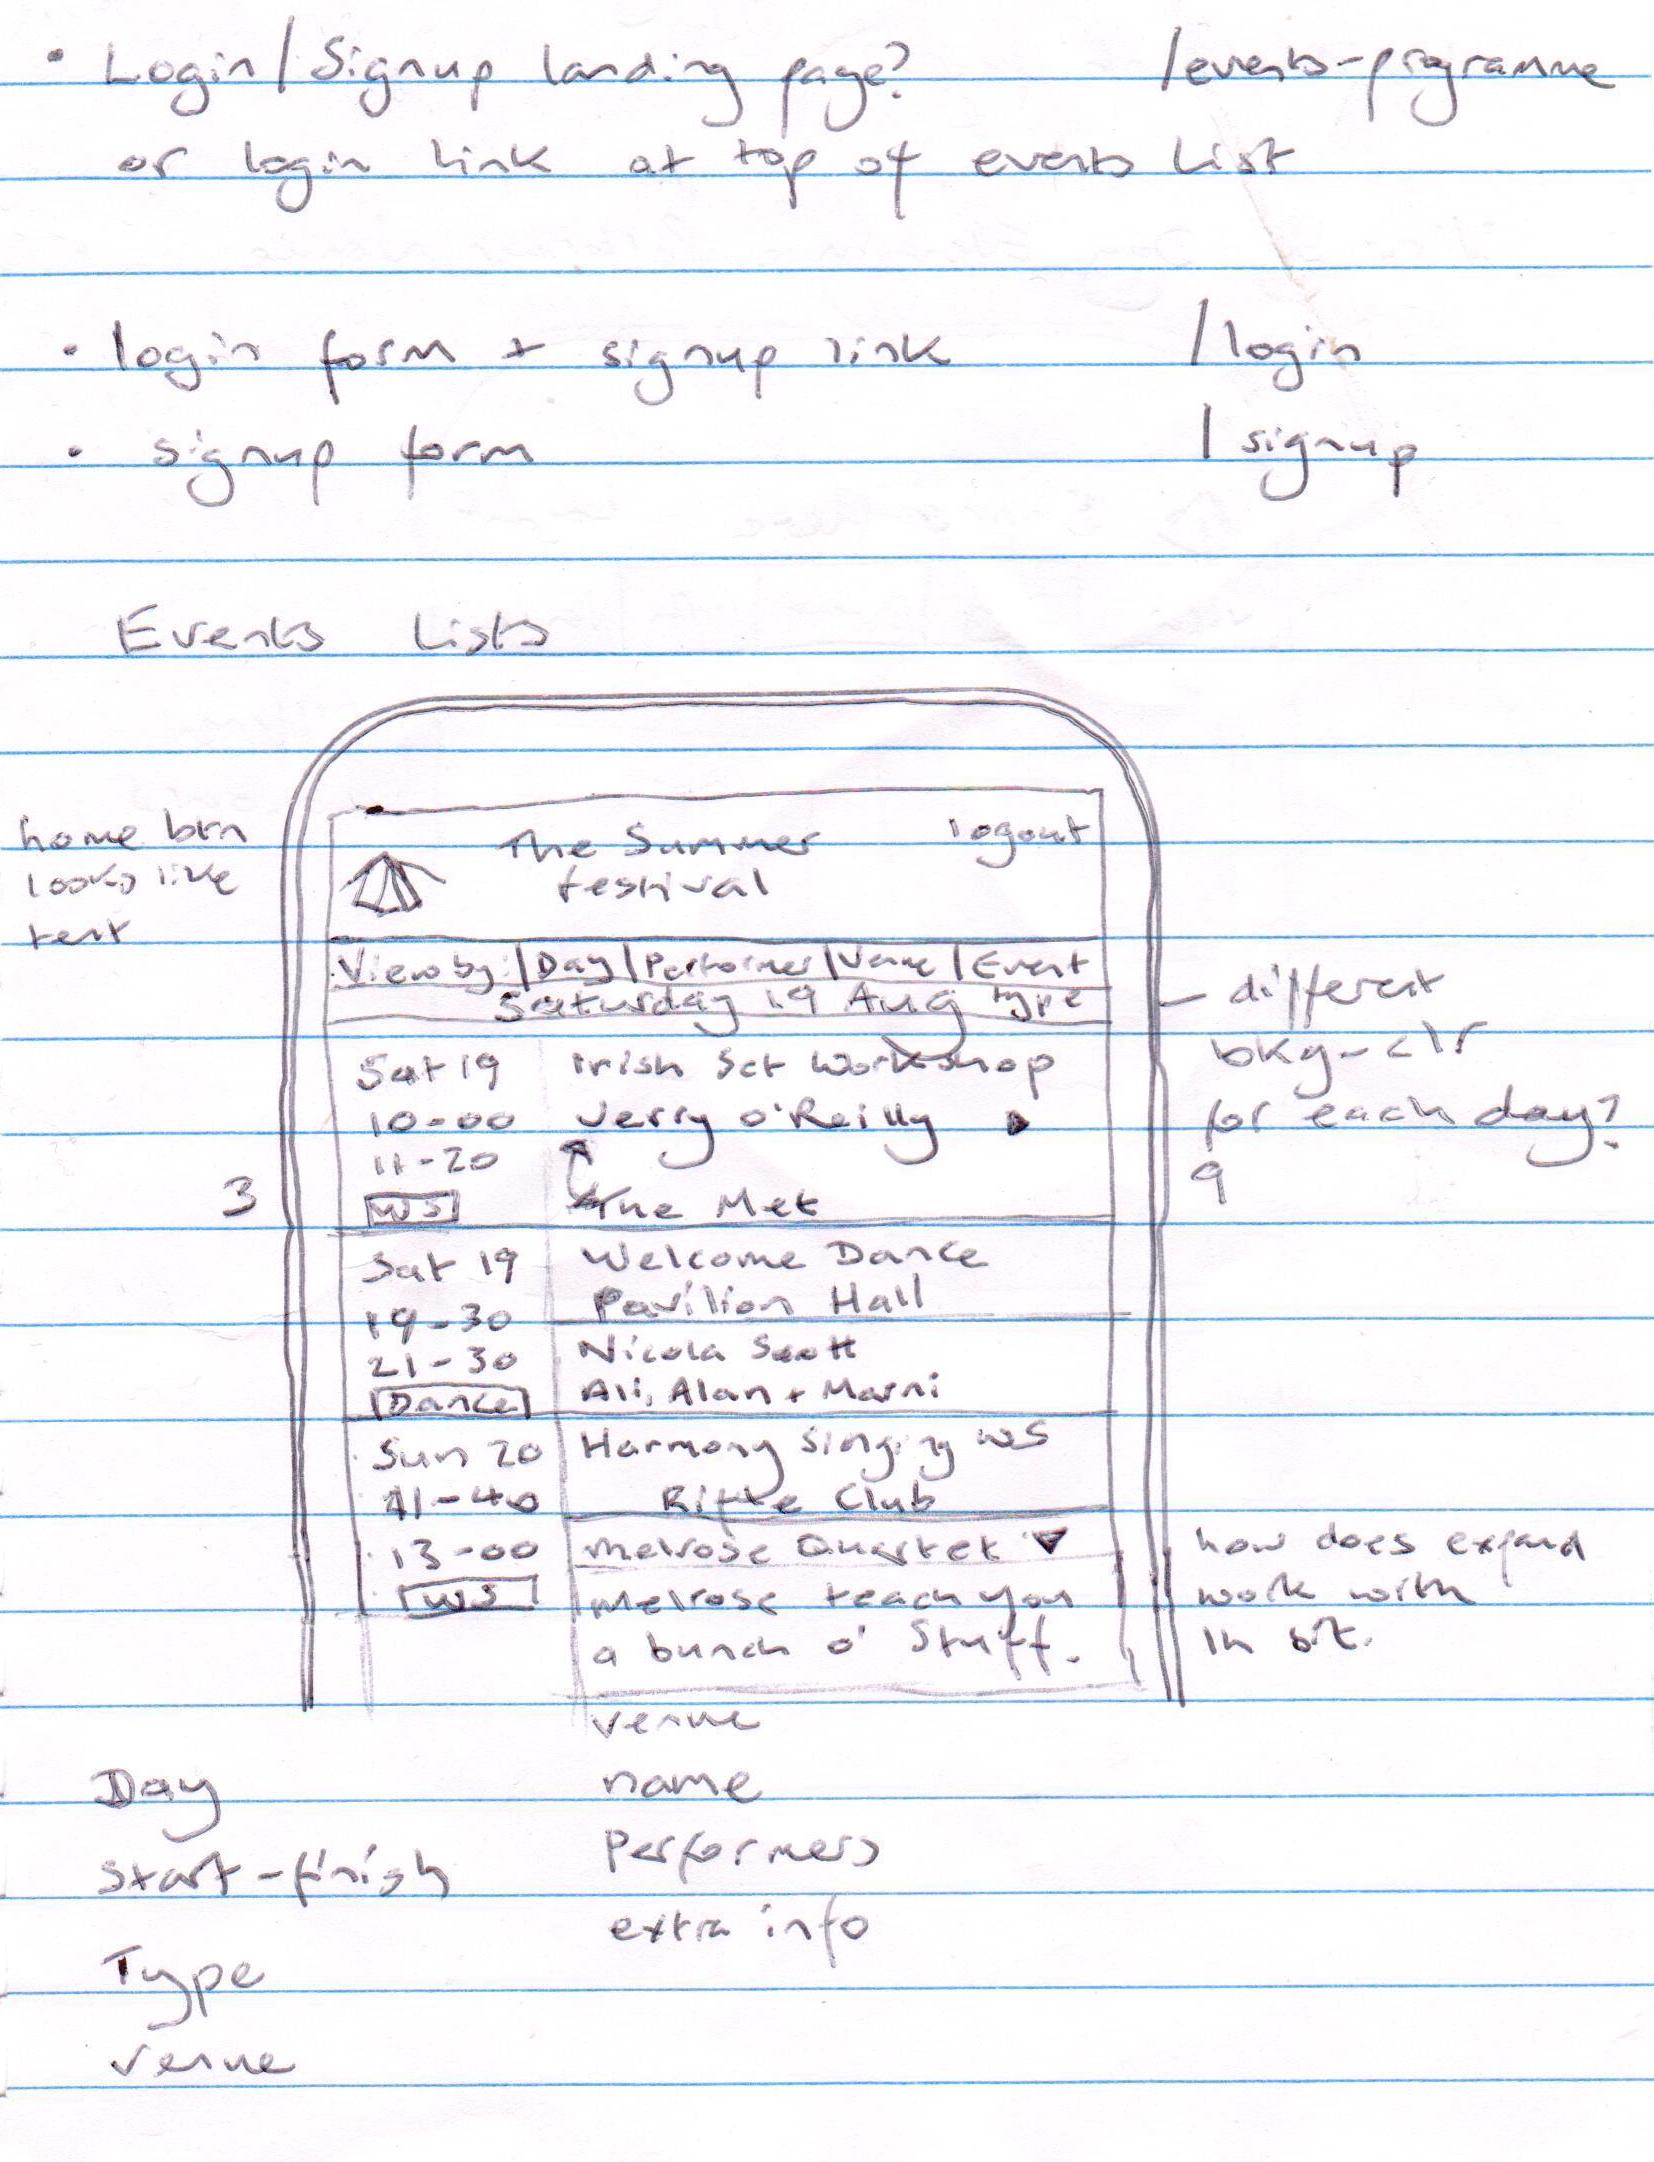 • Login/Signup landing page? /events-programme
or login link at top of events list
• login form + signup link /login
• signup form /signup
Events Lists
home btn
looks like
tent
The Summer
festival
logout
View by: | Day | Performer | Venue | Event
type
Saturday 19 Aug
- different
bkg-clr
for each day?
9
Sat 19
10-00
11-20
WS
Irish Set Workshop
Jerry O'Reilly
The Met
3
Sat 19
19-30
21-30
Dance
Welcome Dance
Pavilion Hall
Nicola Scott
Ali, Alan + Marni
Sun 20
11-40
13-00
WS
Harmony Singing WS
Club
Melrose Quartet
Melrose teach you
a bunch o' Stuff.
how does expand
work with
in
Day
start-finish
Type
venue
venue
name
performers
extra info